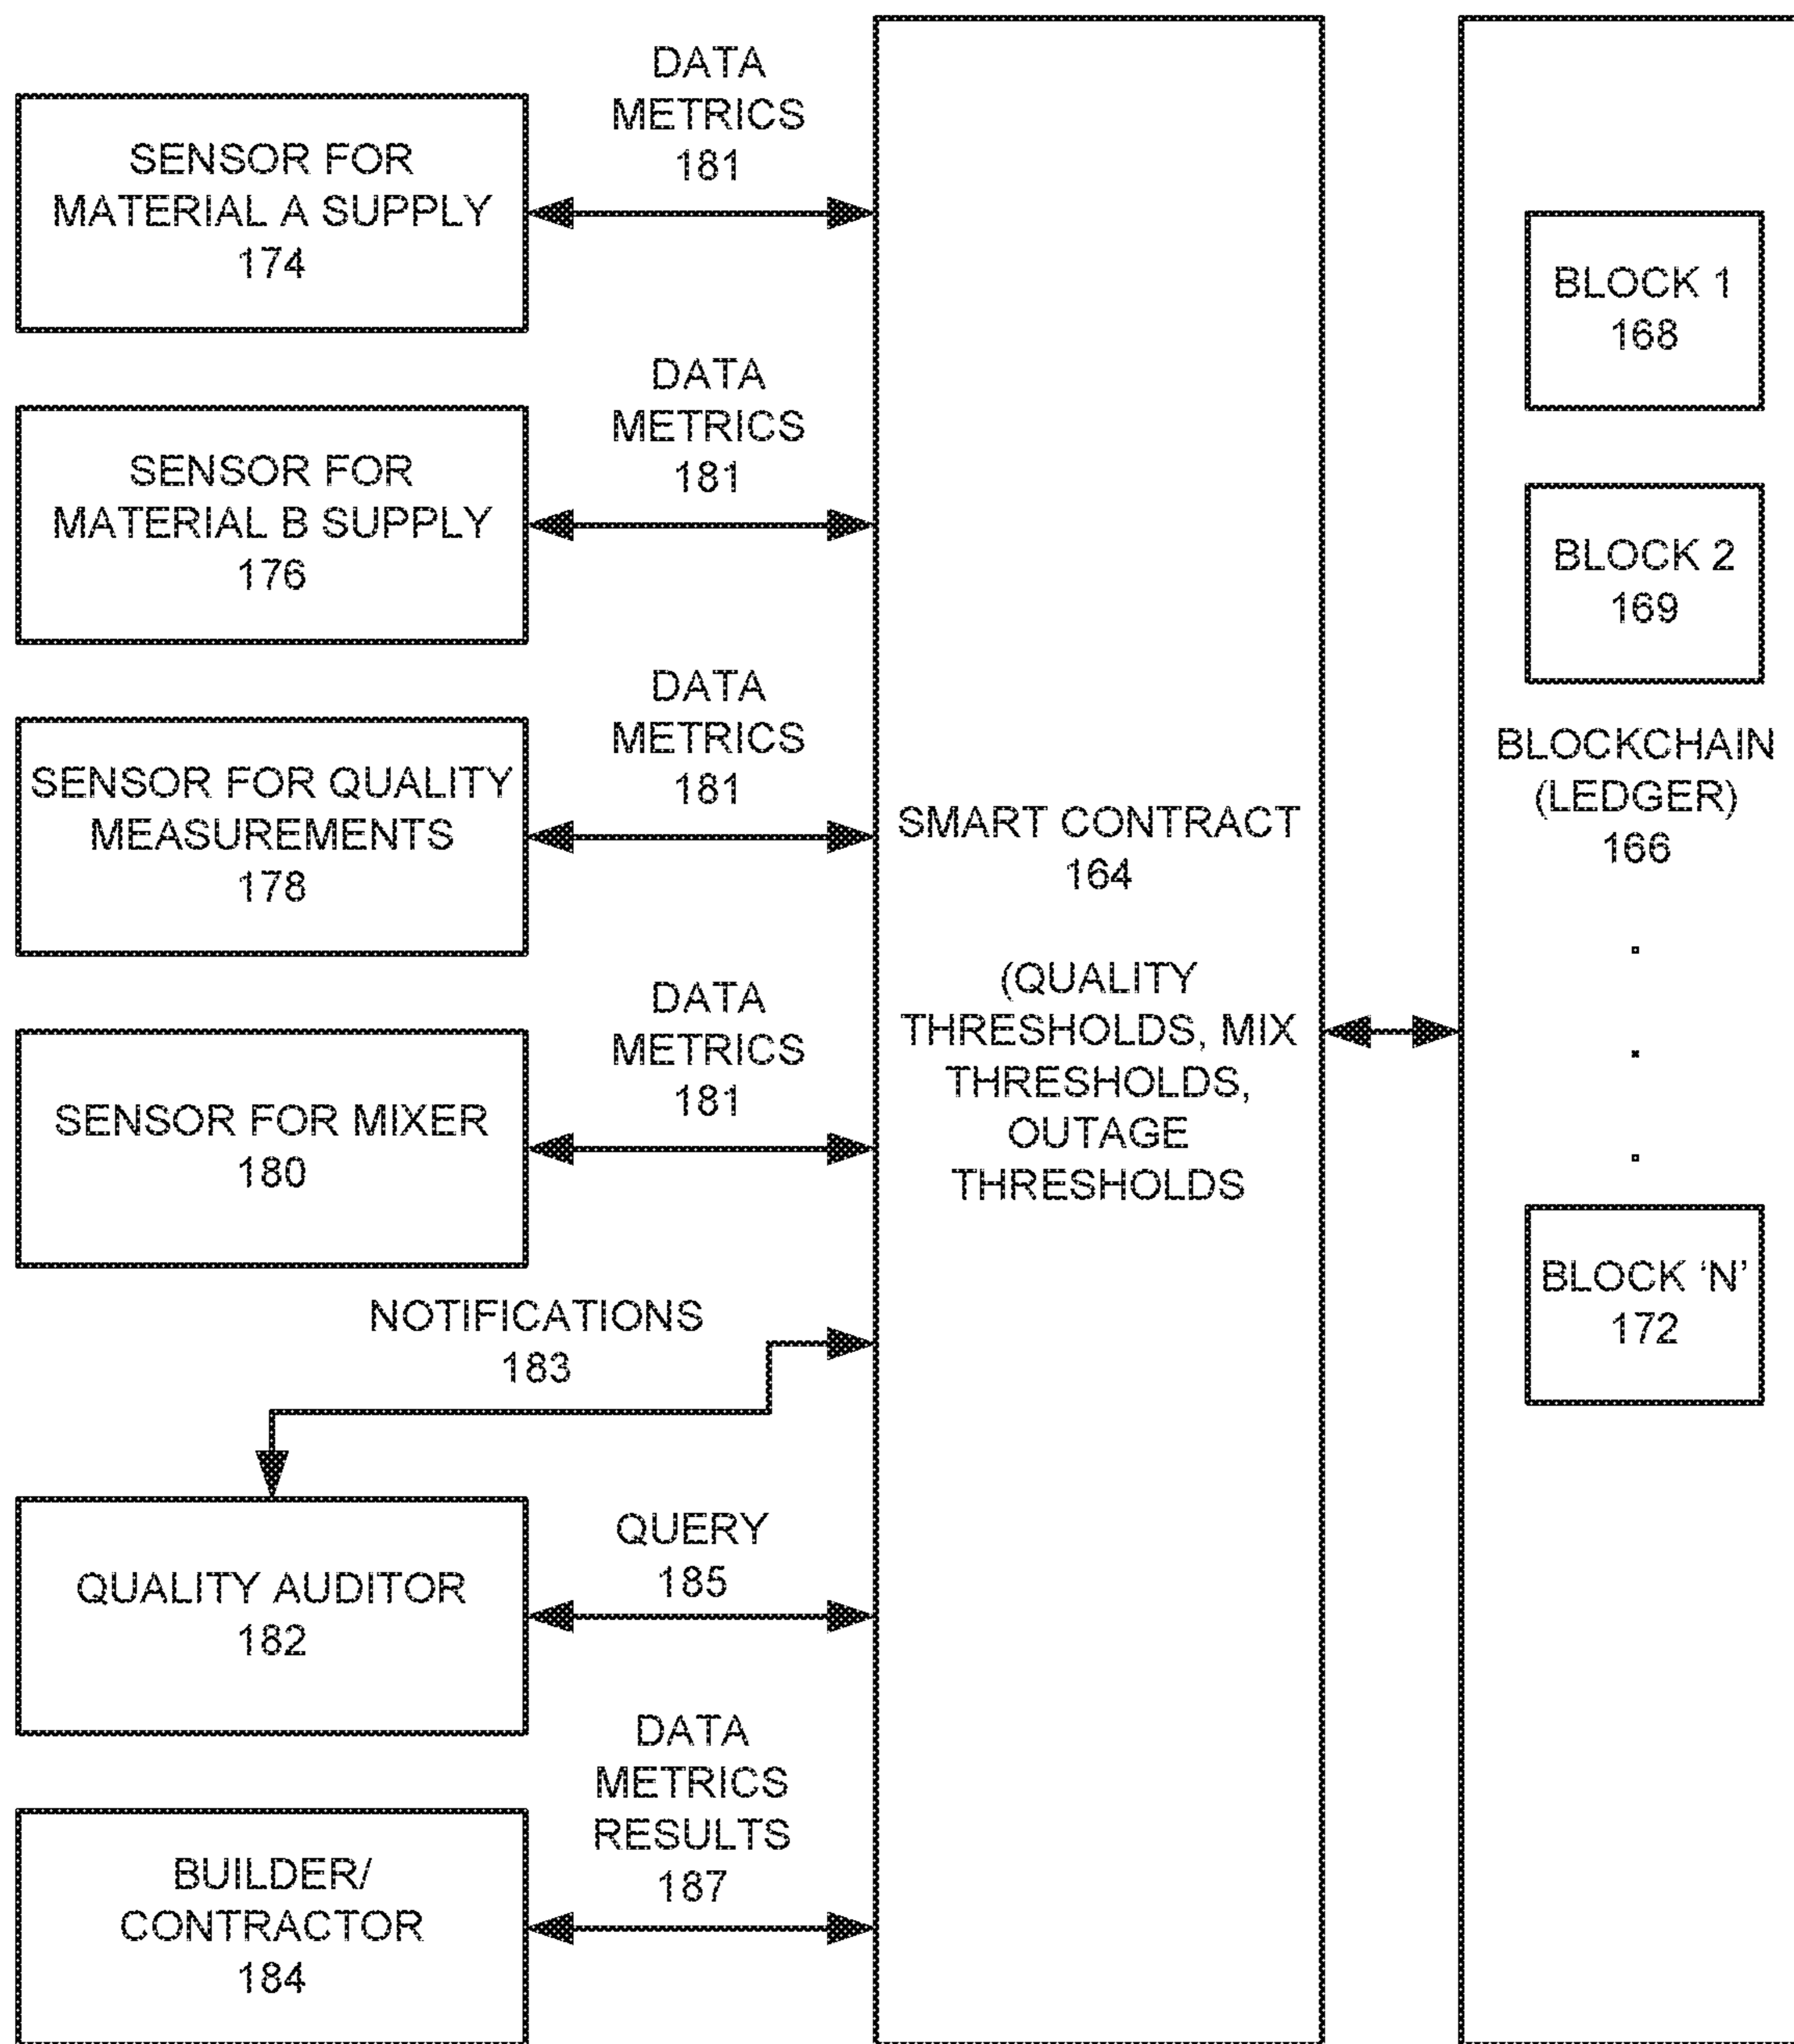 DATA
METRICS
181
SENSOR FOR
MATERIAL A SUPPLY
174
DATA
METRICS
181
SENSOR FOR
MATERIAL B SUPPLY
176
DATA
METRICS
181
SENSOR FOR QUALITY
MEASUREMENTS
178
DATA
METRICS
181
SENSOR FOR MIXER
180
NOTIFICATIONS
183
QUALITY AUDITOR
182
QUERY
185
DATA
METRICS
RESULTS
187
BUILDER/
CONTRACTOR
184
SMART CONTRACT
164
(QUALITY
THRESHOLDS, MIX
THRESHOLDS,
OUTAGE
THRESHOLDS
BLOCK 1
168
BLOCK 2
169
BLOCKCHAIN
(LEDGER)
166
.
.
.
BLOCK ‘N’
172